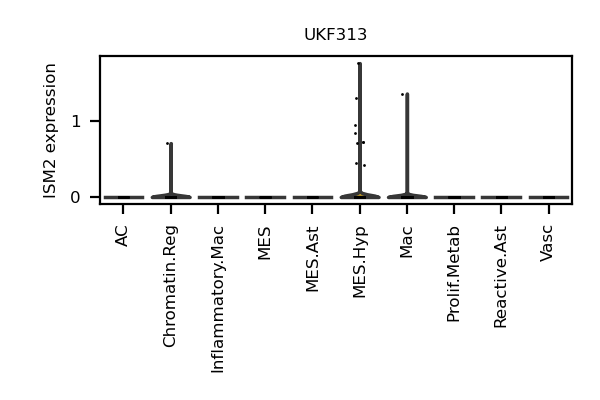 UKF313
ISM2 expression
1
0
AC
Chromatin.Reg
Inflammatory.Mac
MES
MES.Ast
MES.Hyp
Mac
Prolif.Metab
Reactive.Ast
Vasc